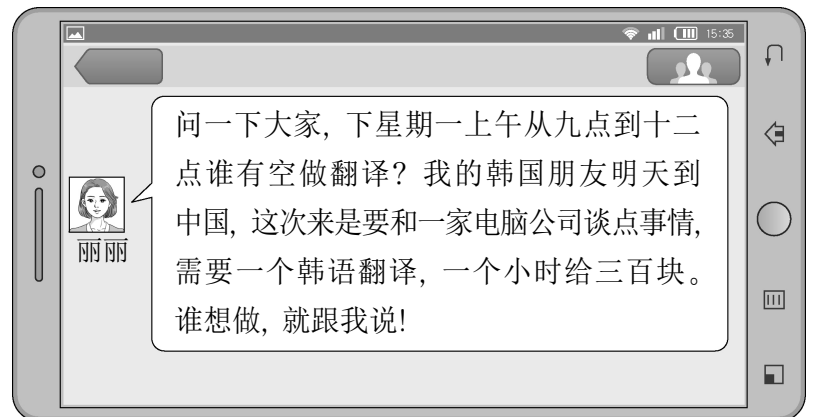 15:35
问一下大家, 下星期一上午从九点到十二
点谁有空做翻译? 我的韩国朋友明天到
中国, 这次来是要和一家电脑公司谈点事情,
需要一个韩语翻译, 一个小时给三百块。
谁想做, 就跟我说!
丽丽